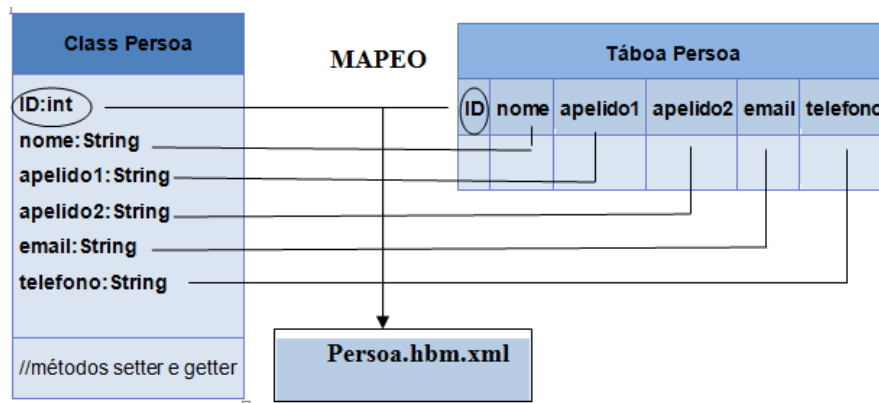 Class Persoa
ID:int
nome:String
apelido1:String
apelido2:String
email:String
telefono:String
//métodos setter e getter
MAPEO
Táboa Persoa
ID nome apelido1 apelido2 email telefono
Persoa.hbm.xml